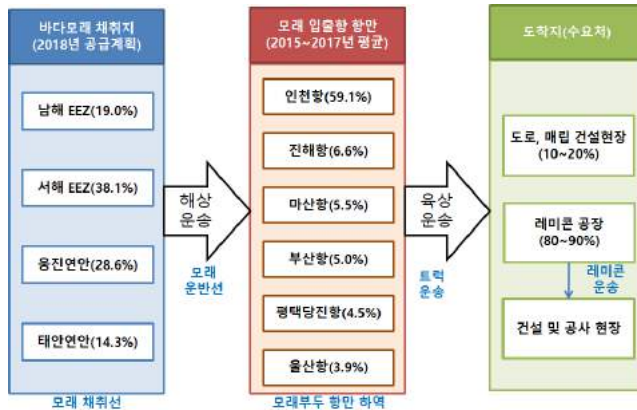 바다모래 채취지
(2018년 공급계획)
남해 EEZ(19.0%)
서해 EEZ(38.1%)
옹진연안(28.6%)
태안연안(14.3%)
모래 채취선
해상
운송
모래
운반선
모래 입출항 항만
(2015~2017년 평균)
인천항(59.1%)
진해항(6.6%)
마산항(5.5%)
부산항(5.0%)
평택당진항(4.5%)
울산항(3.9%)
모래부두 항만 하역
육상
운송
트럭
운송
도착지(수요처)
도로, 매립 건설현장
(10~20%)
레미콘 공장
(80~90%)
레미콘
운송
건설 및 공사 현장